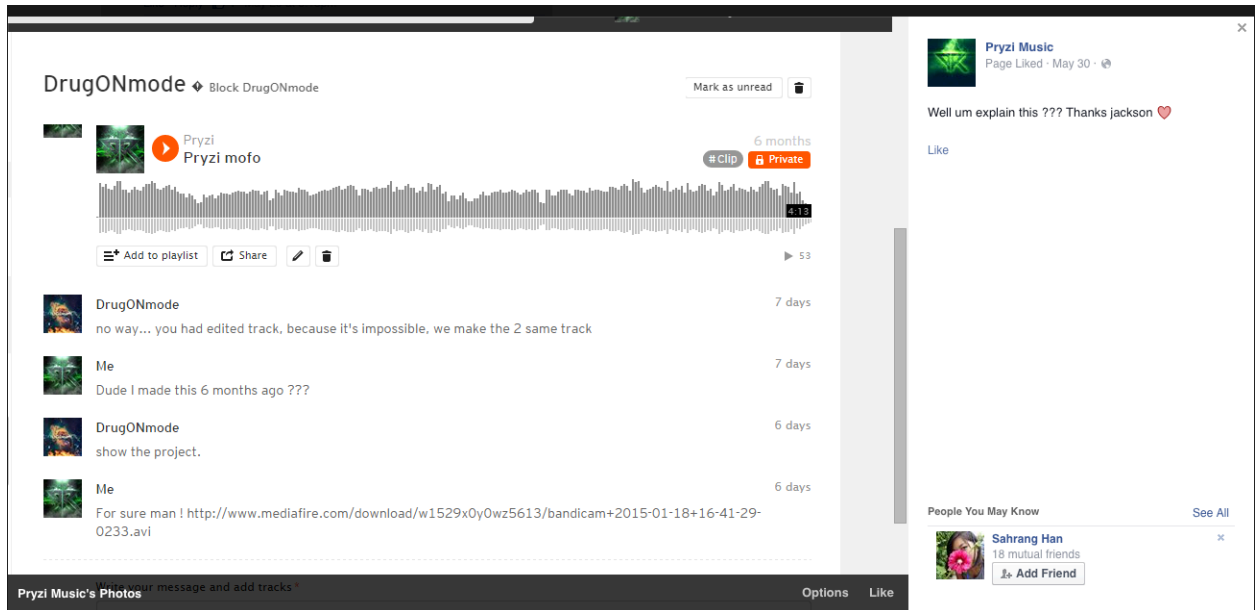 DrugONmode Block DrugONmode
Mark as unread
Pryzi
Pryzi mofo
6 months
# Clip
Private
4:13
Add to playlist
Share
53
DrugONmode
7 days
no way... you had edited track, because it's impossible, we make the 2 same track
Me
7 days
Dude I made this 6 months ago ???
DrugONmode
6 days
show the project.
Me
6 days
For sure man ! http://www.mediafire.com/download/w1529x0y0wz5613/bandicam+2015-01-18+16-41-29-
0233.avi
Write your message and add tracks *
Pryzi Music's Photos
Options
Like
×
Pryzi Music
Page Liked · May 30 ·
Well um explain this ??? Thanks jackson
Like
People You May Know
See All
Sahrang Han
×
18 mutual friends
Add Friend